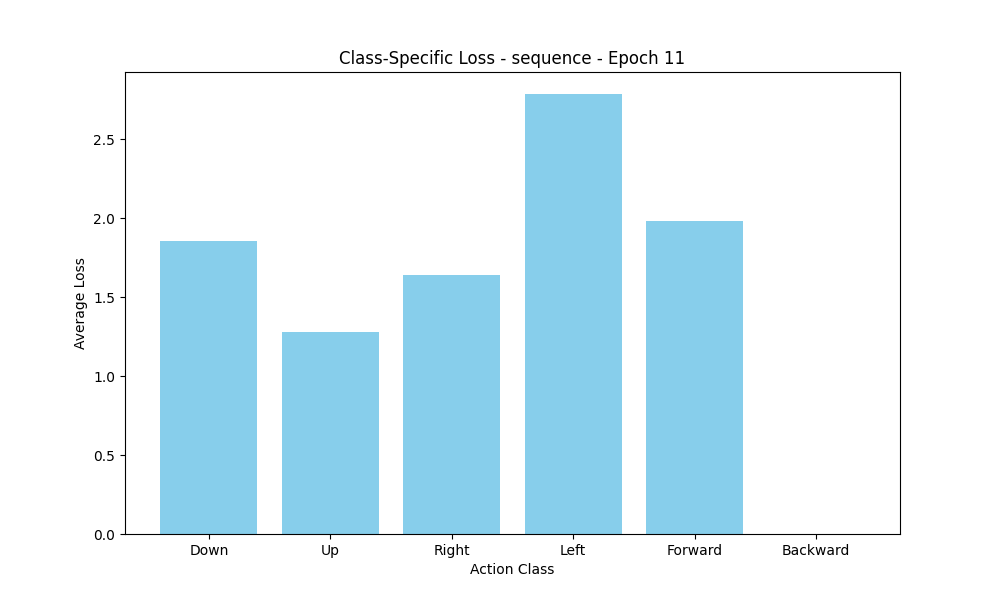 Class-Specific Loss - sequence - Epoch 11
Average Loss
2.5
2.0
1.5
1.0
0.5
0.0
Down Up Right Left Forward Backward
Action Class